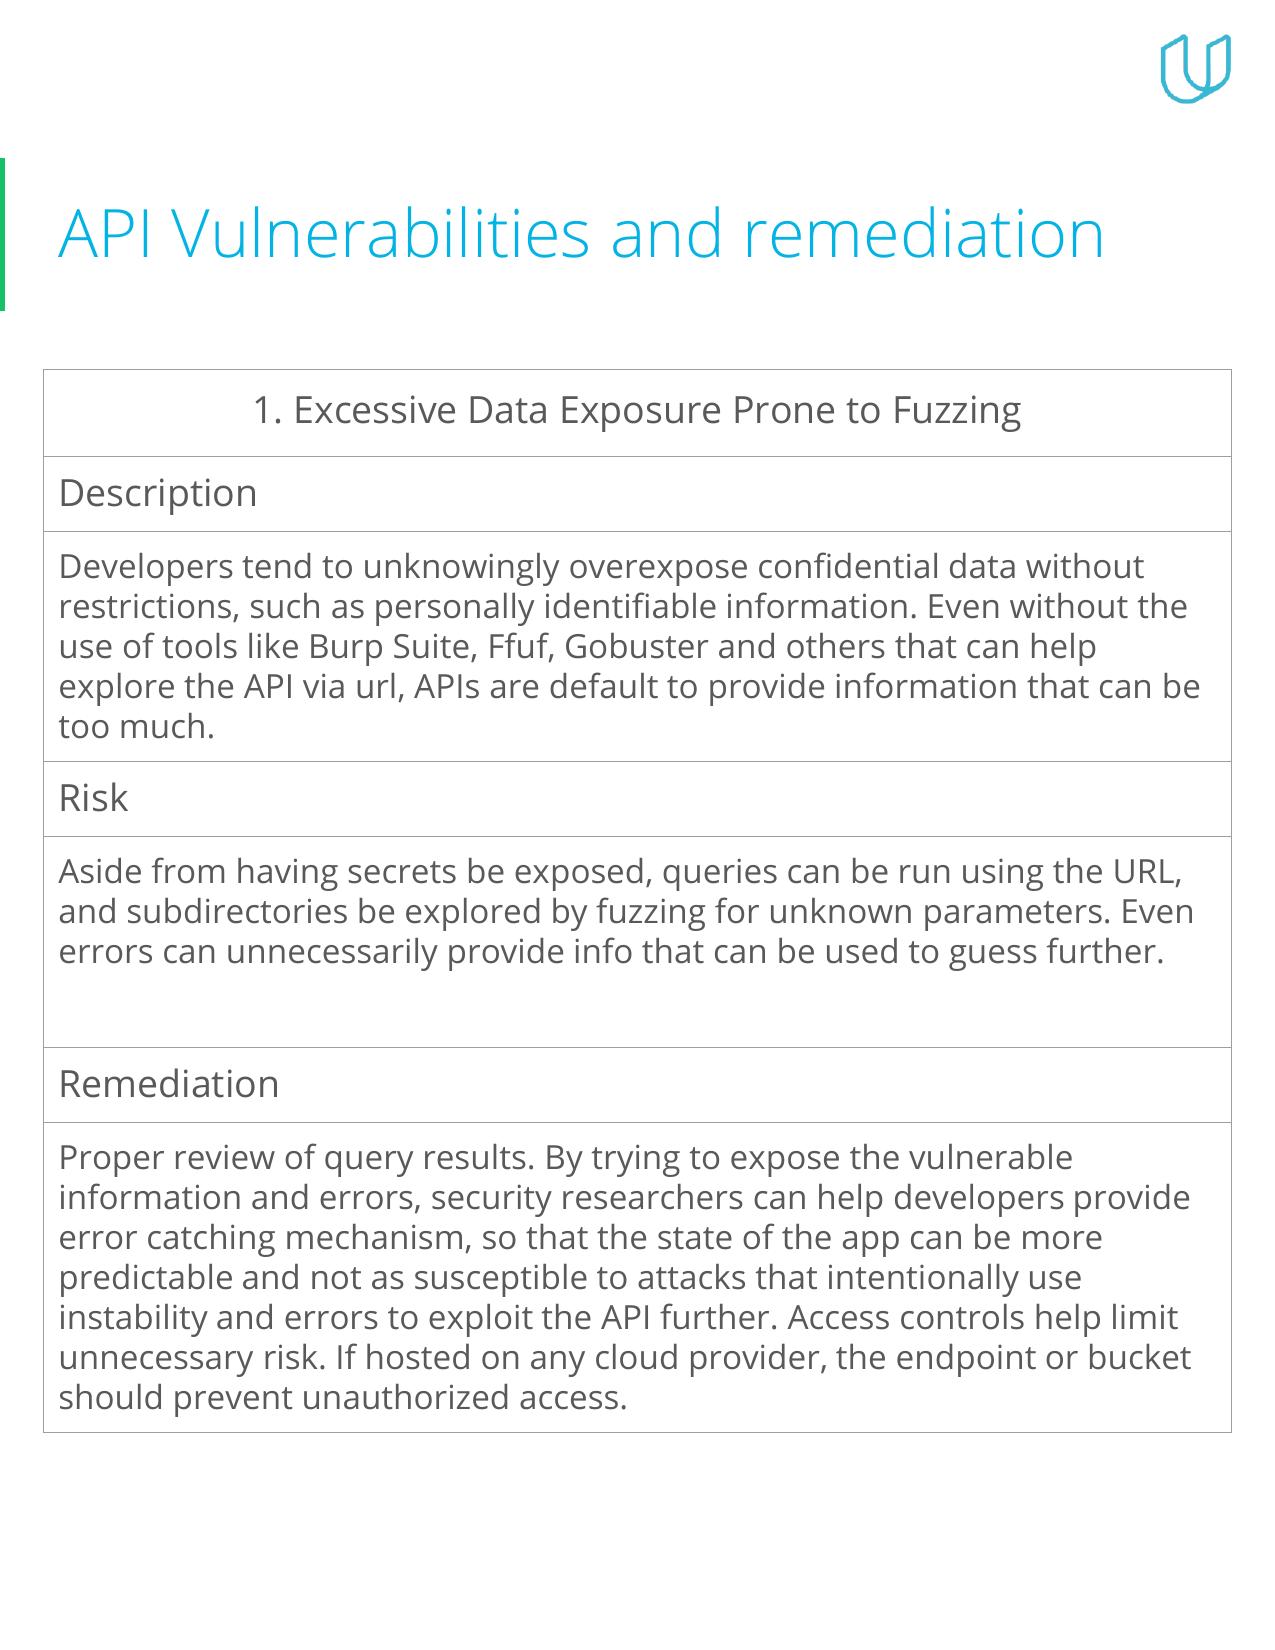 API Vulnerabilities and remediation
1. Excessive Data Exposure Prone to Fuzzing
Description
Developers tend to unknowingly overexpose confidential data without
restrictions, such as personally identifiable information. Even without the
use of tools like Burp Suite, Ffuf, Gobuster and others that can help
explore the API via url, APIs are default to provide information that can be
too much.
Risk
Aside from having secrets be exposed, queries can be run using the URL,
and subdirectories be explored by fuzzing for unknown parameters. Even
errors can unnecessarily provide info that can be used to guess further.
Remediation
Proper review of query results. By trying to expose the vulnerable
information and errors, security researchers can help developers provide
error catching mechanism, so that the state of the app can be more
predictable and not as susceptible to attacks that intentionally use
instability and errors to exploit the API further. Access controls help limit
unnecessary risk. If hosted on any cloud provider, the endpoint or bucket
should prevent unauthorized access.